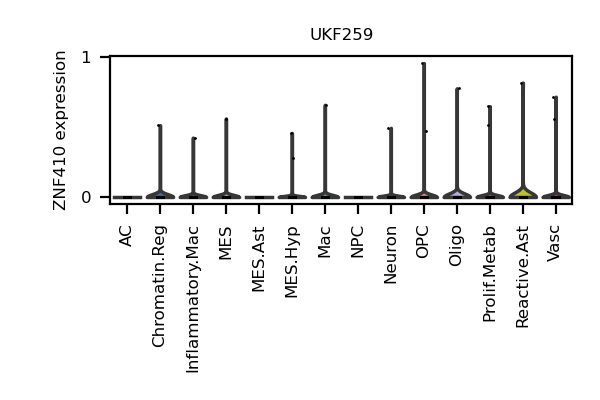 UKF259
ZNF410 expression
1
0
AC
Chromatin.Reg
Inflammatory.Mac
MES
MES.Ast
MES.Hyp
Mac
NPC
Neuron
OPC
Oligo
Prolif.Metab
Reactive.Ast
Vasc